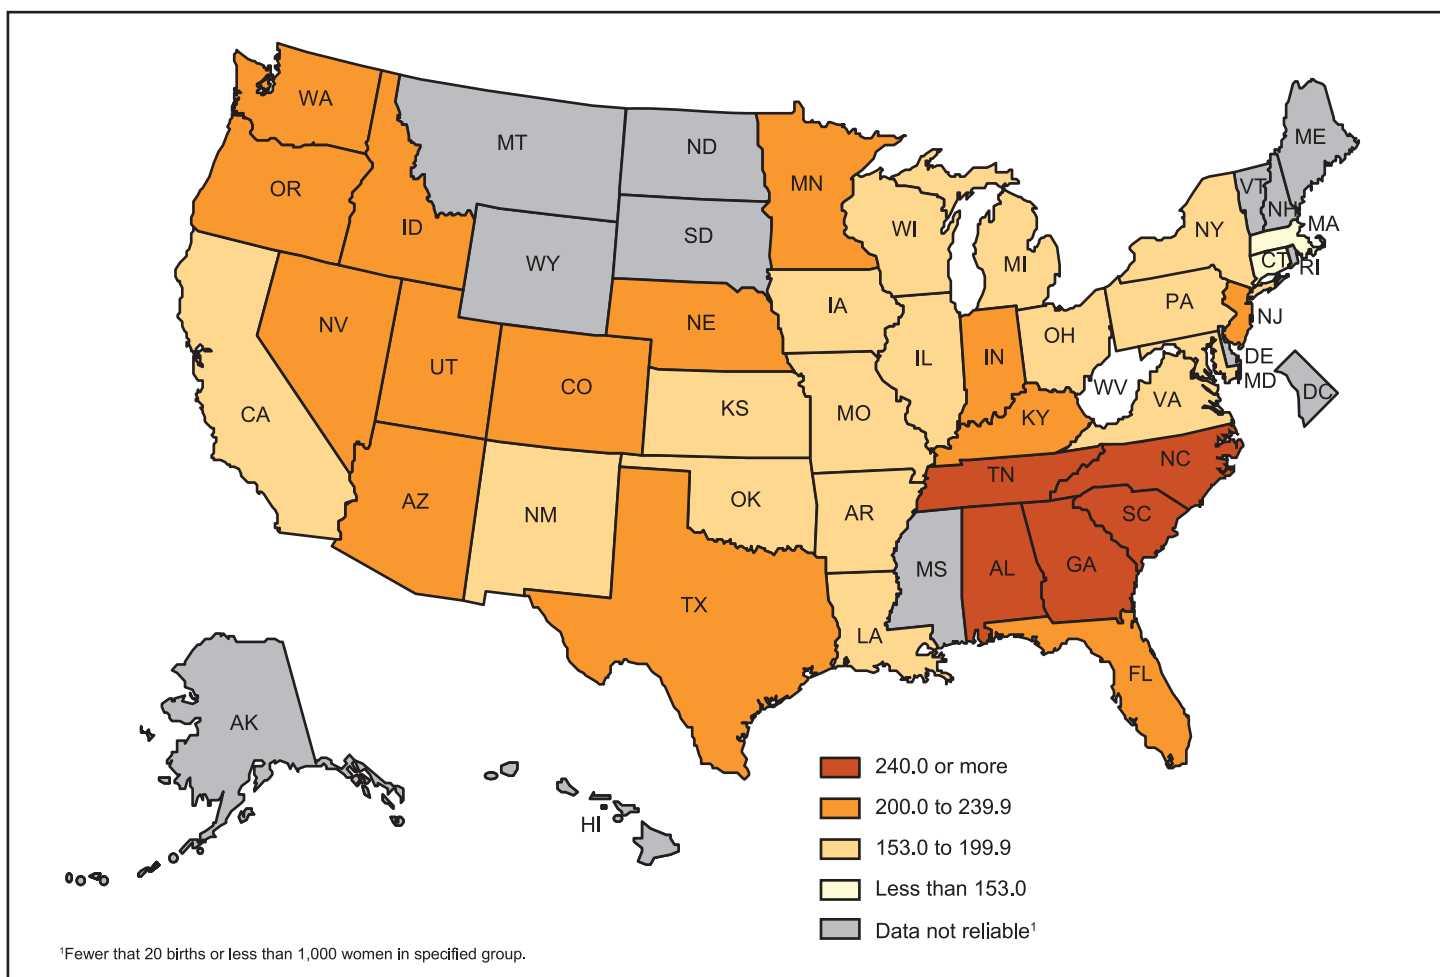 WA
MT
ND
ME
OR
MN
VT
NH
ID
SD
WI
NY
MA
WY
MI
CT
RI
IA
PA
NV
NE
OH
NJ
UT
CO
IL
IN
DE
MD
WV
DC
CA
KS
MO
VA
KY
NC
TN
AZ
OK
NM
AR
SC
MS
AL
GA
TX
LA
FL
AK
HI
240.0 or more
200.0 to 239.9
153.0 to 199.9
Less than 153.0
Data not reliable¹
¹Fewer that 20 births or less than 1,000 women in specified group.